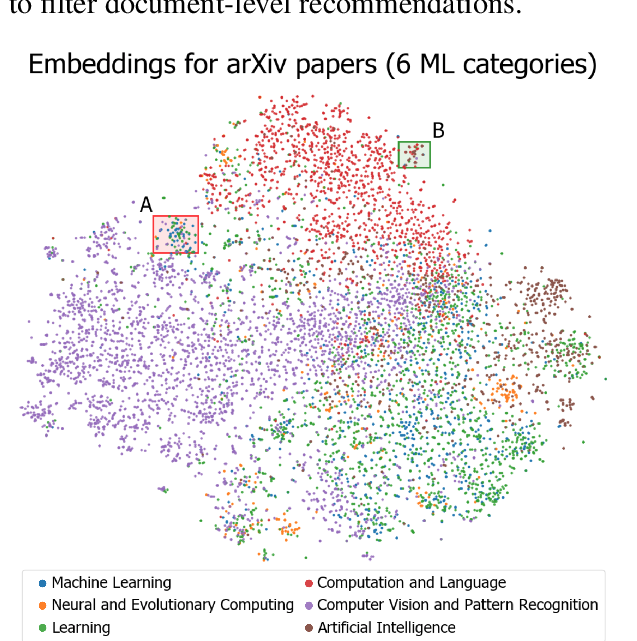 to filter document-level recommendations.
Embeddings for arXiv papers (6 ML categories)
B
A
Machine Learning
Computation and Language
Neural and Evolutionary Computing
Computer Vision and Pattern Recognition
Learning
Artificial Intelligence